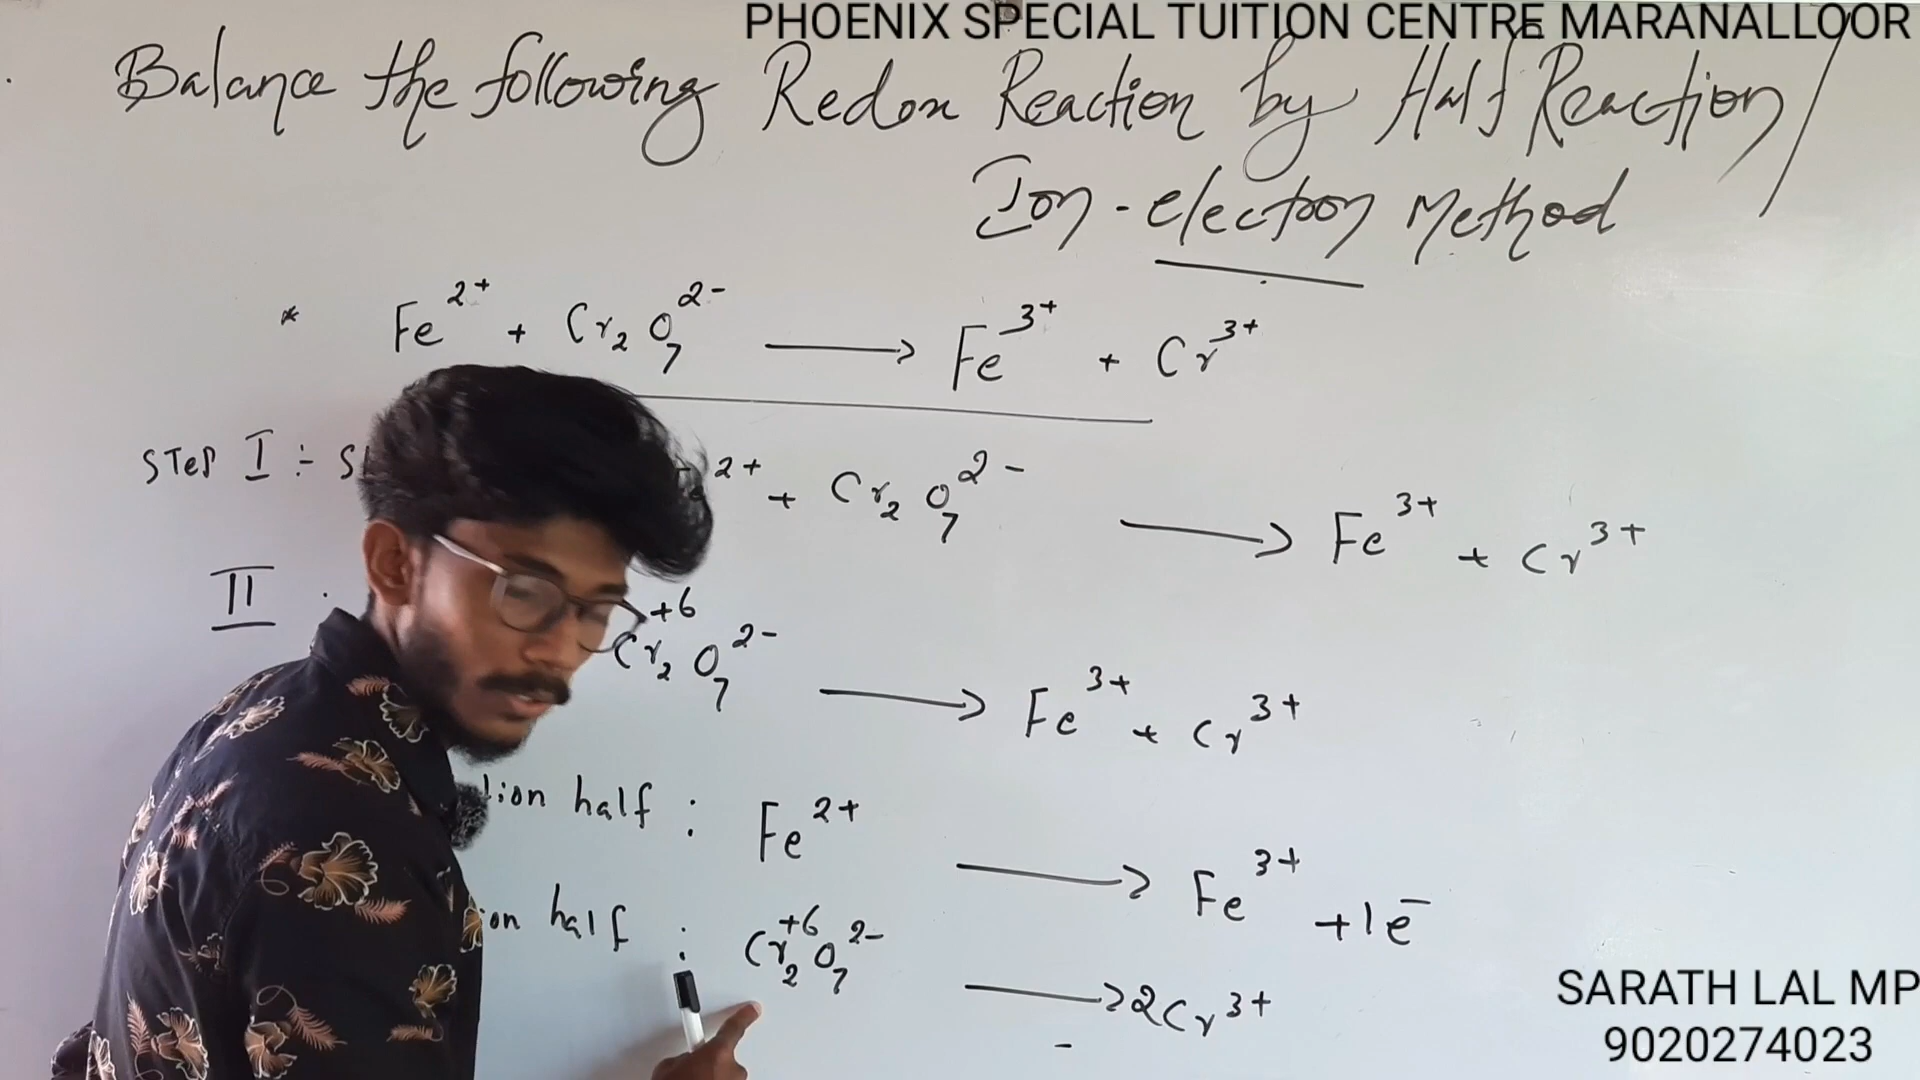 PHOENIX SPECIAL TUITION CENTRE MARANALLOOR
Balance the following Redox Reaction by Half Reaction/
Ion-electron Method
* Fe²⁺ + Cr₂O₇²⁻ ⟶ Fe³⁺ + Cr³⁺
STEP I :- 2+ + Cr₂O₇²⁻ ⟶ Fe³⁺ + Cr³⁺
II +6
Cr₂O₇²⁻ ⟶ Fe³⁺ + Cr³⁺
half : Fe²⁺ ⟶ Fe³⁺ + 1e⁻
half : +6
Cr₂O₇²⁻ ⟶ 2Cr³⁺
SARATH LAL MP
9020274023